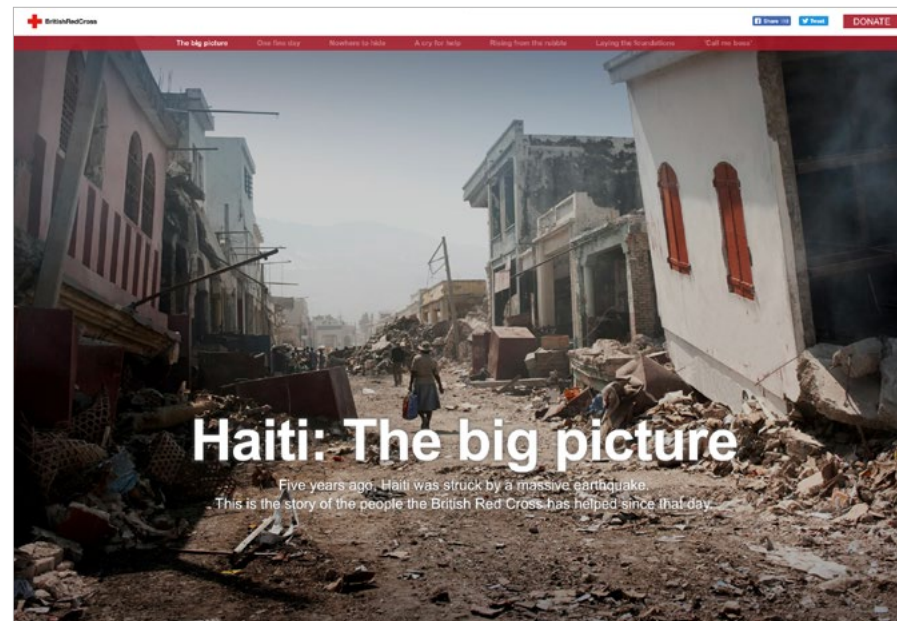 BritishRedCross
Share
Tweet
DONATE
The big picture
One fine day
Nowhere to hide
A cry for help
Rising from the rubble
Laying the foundations
'Call me boss'
Haiti: The big picture
Five years ago, Haiti was struck by a massive earthquake.
This is the story of the people the British Red Cross has helped since that day.